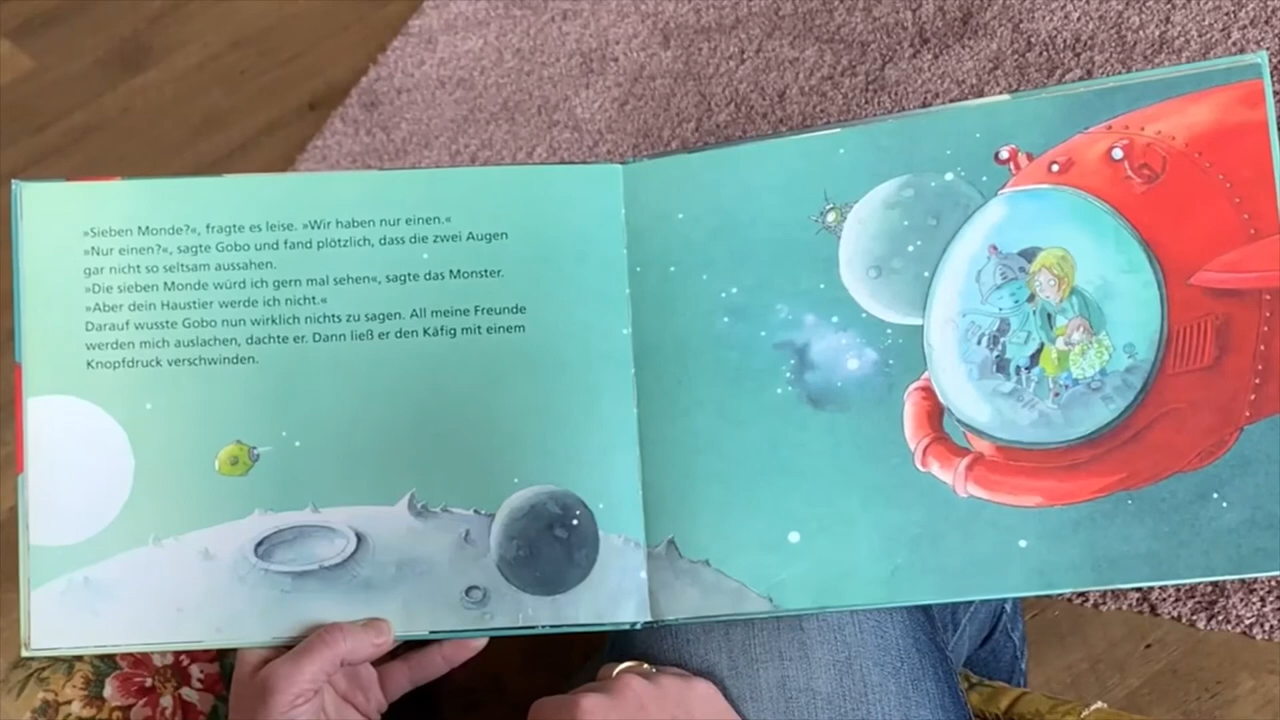 »Sieben Monde?«, fragte es leise. »Wir haben nur einen.«
»Nur einen?«, sagte Gobo und fand plötzlich, dass die zwei Augen
gar nicht so seltsam aussahen.
»Die sieben Monde würd ich gern mal sehen«, sagte das Monster.
»Aber dein Haustier werde ich nicht.«
Darauf wusste Gobo nun wirklich nichts zu sagen. All meine Freunde
werden mich auslachen, dachte er. Dann ließ er den Käfig mit einem
Knopfdruck verschwinden.